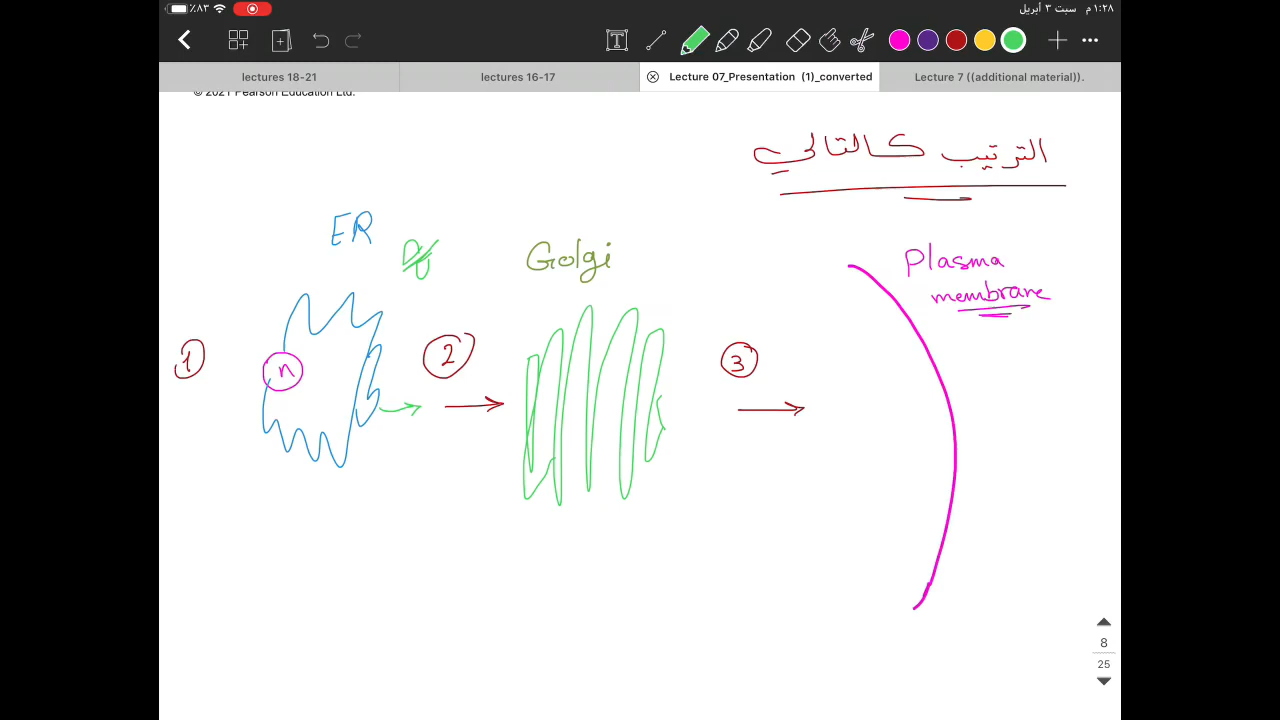 ٪٨٣
١:٢٨ م سبت ٣ أبريل
lectures 18-21
lectures 16-17
Lecture 07_Presentation (1)_converted
Lecture 7 ((additional material)).
© 2021 Pearson Education Ltd.
الترتيب كالتالي
ER
Golgi
Plasma
membrane
1
n
2
3
8
25